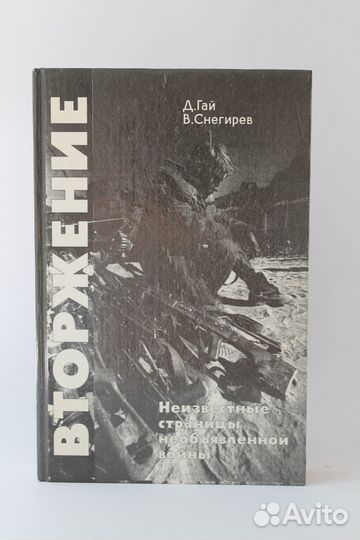 Д.Гай
В.Снегирев
ВТОРЖЕНИЕ
Неизвестные
страницы
необъявленной
войны
Avito